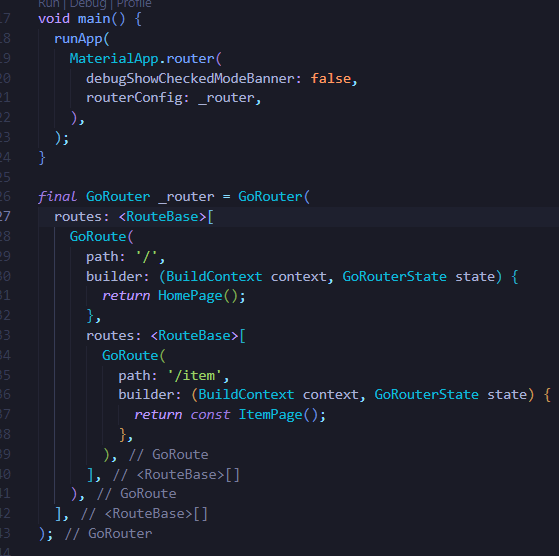 Run | Debug | Profile
17 void main() {
18   runApp(
19     MaterialApp.router(
20       debugShowCheckedModeBanner: false,
21       routerConfig: _router,
22     ),
23   );
24 }
25
26 final GoRouter _router = GoRouter(
27   routes: <RouteBase>[
28     GoRoute(
29       path: '/',
30       builder: (BuildContext context, GoRouterState state) {
31         return HomePage();
32       },
33       routes: <RouteBase>[
34         GoRoute(
35           path: '/item',
36           builder: (BuildContext context, GoRouterState state) {
37             return const ItemPage();
38           },
39         ), // GoRoute
40       ], // <RouteBase>[]
41     ), // GoRoute
42   ], // <RouteBase>[]
43 ); // GoRouter